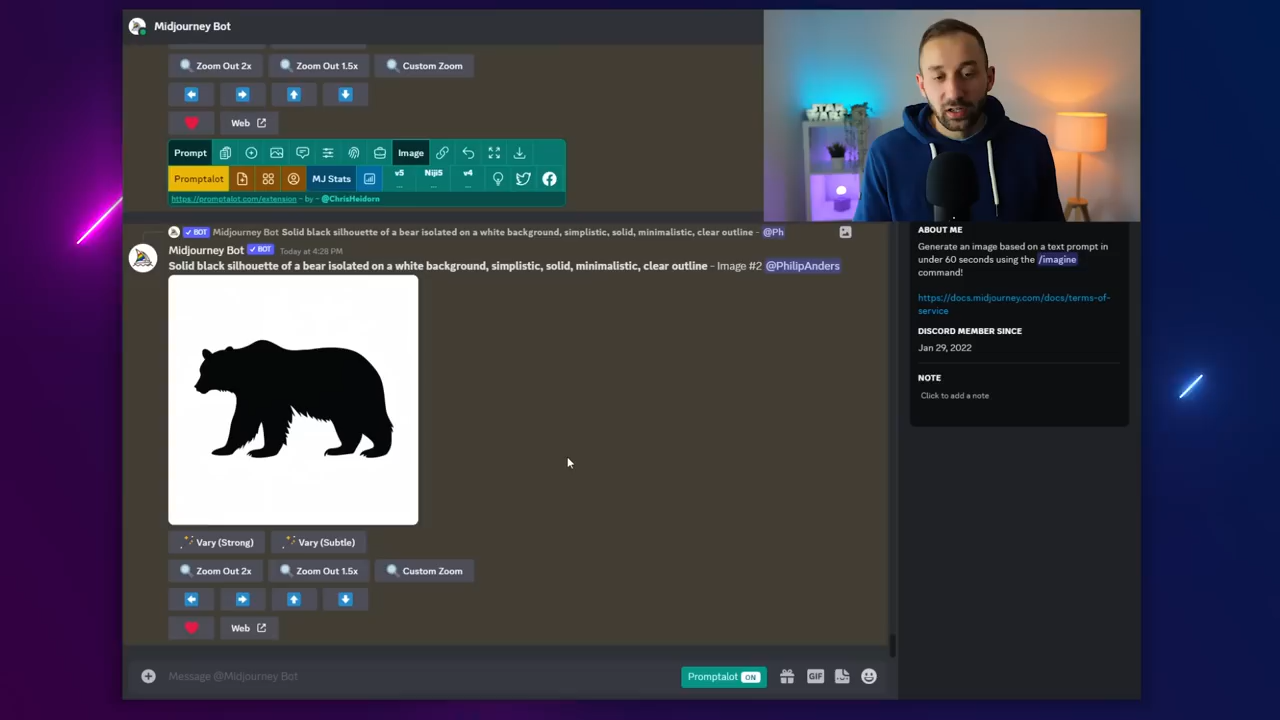 Midjourney Bot
Zoom Out 2x Zoom Out 1.5x Custom Zoom
Web
Prompt Image
Promptalot MJ Stats v5 ... Niji5 ... v4 ...
https://promptalot.com/extension - by - @ChrisHeidorn
BOT Midjourney Bot Solid black silhouette of a bear isolated on a white background, simplistic, solid, minimalistic, clear outline - @Ph
Midjourney Bot BOT Today at 4:28 PM
Solid black silhouette of a bear isolated on a white background, simplistic, solid, minimalistic, clear outline - Image #2 @PhilipAnders
Vary (Strong) Vary (Subtle)
Zoom Out 2x Zoom Out 1.5x Custom Zoom
Web
Message @Midjourney Bot Promptalot ON GIF
STAR
WARS
ABOUT ME
Generate an image based on a text prompt in
under 60 seconds using the /imagine
command!
https://docs.midjourney.com/docs/terms-of-
service
DISCORD MEMBER SINCE
Jan 29, 2022
NOTE
Click to add a note